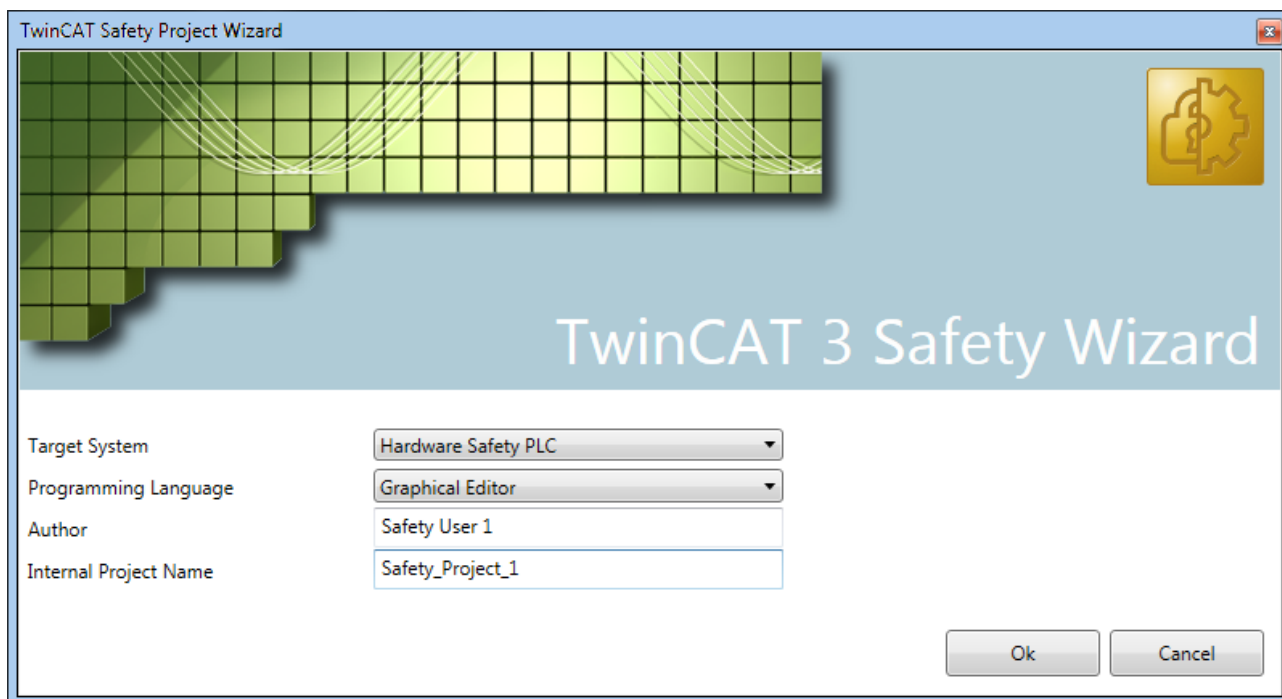 TwinCAT Safety Project Wizard
TwinCAT 3 Safety Wizard
Target System Hardware Safety PLC
Programming Language Graphical Editor
Author Safety User 1
Internal Project Name Safety_Project_1
Ok Cancel